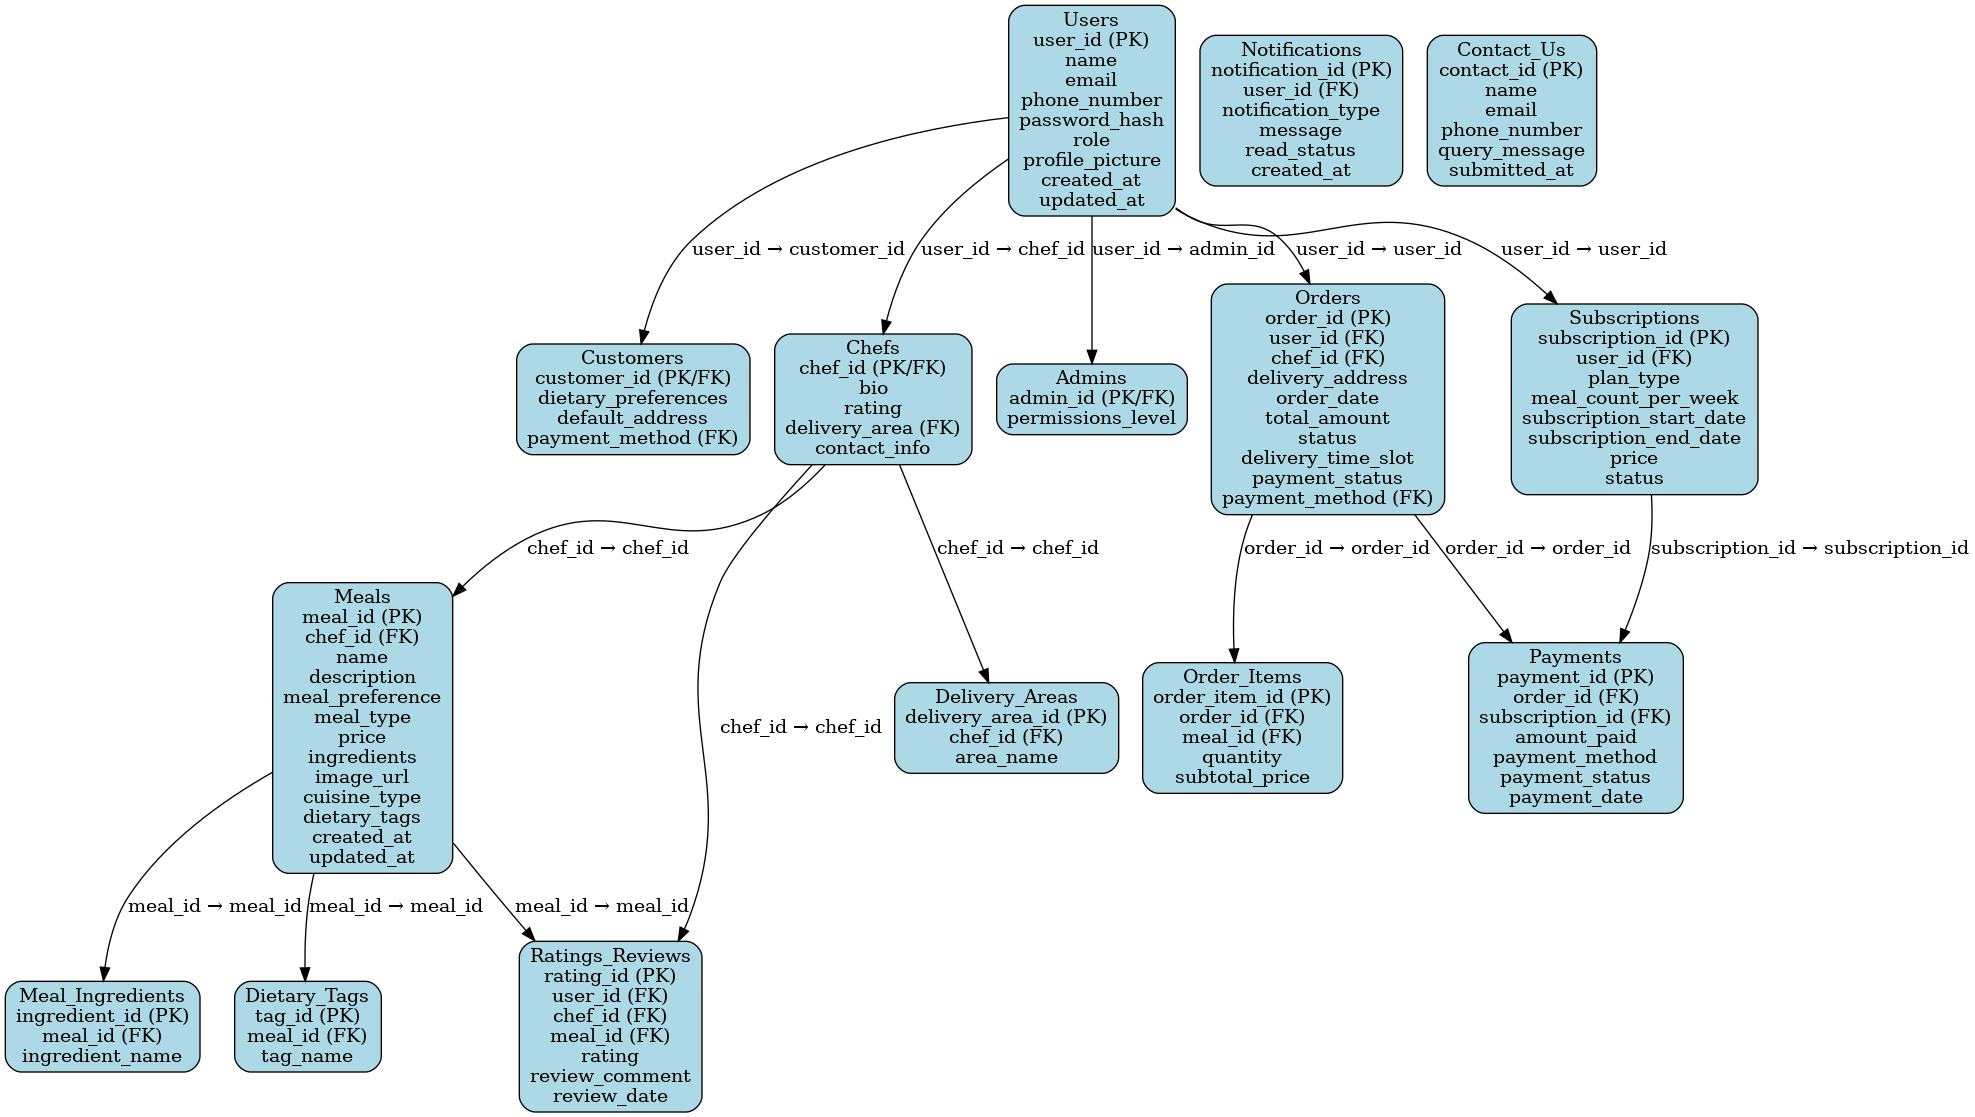 Users
user_id (PK)
name
email
phone_number
password_hash
role
profile_picture
created_at
updated_at
Notifications
notification_id (PK)
user_id (FK)
notification_type
message
read_status
created_at
Contact_Us
contact_id (PK)
name
email
phone_number
query_message
submitted_at
user_id → customer_id
user_id → chef_id
user_id → admin_id
user_id → user_id
user_id → user_id
Customers
customer_id (PK/FK)
dietary_preferences
default_address
payment_method (FK)
Chefs
chef_id (PK/FK)
bio
rating
delivery_area (FK)
contact_info
Admins
admin_id (PK/FK)
permissions_level
Orders
order_id (PK)
user_id (FK)
chef_id (FK)
delivery_address
order_date
total_amount
status
delivery_time_slot
payment_status
payment_method (FK)
Subscriptions
subscription_id (PK)
user_id (FK)
plan_type
meal_count_per_week
subscription_start_date
subscription_end_date
price
status
chef_id → chef_id
chef_id → chef_id
order_id → order_id
order_id → order_id
subscription_id → subscription_id
Meals
meal_id (PK)
chef_id (FK)
name
description
meal_preference
meal_type
price
ingredients
image_url
cuisine_type
dietary_tags
created_at
updated_at
chef_id → chef_id
Delivery_Areas
delivery_area_id (PK)
chef_id (FK)
area_name
Order_Items
order_item_id (PK)
order_id (FK)
meal_id (FK)
quantity
subtotal_price
Payments
payment_id (PK)
order_id (FK)
subscription_id (FK)
amount_paid
payment_method
payment_status
payment_date
meal_id → meal_id
meal_id → meal_id
meal_id → meal_id
Meal_Ingredients
ingredient_id (PK)
meal_id (FK)
ingredient_name
Dietary_Tags
tag_id (PK)
meal_id (FK)
tag_name
Ratings_Reviews
rating_id (PK)
user_id (FK)
chef_id (FK)
meal_id (FK)
rating
review_comment
review_date